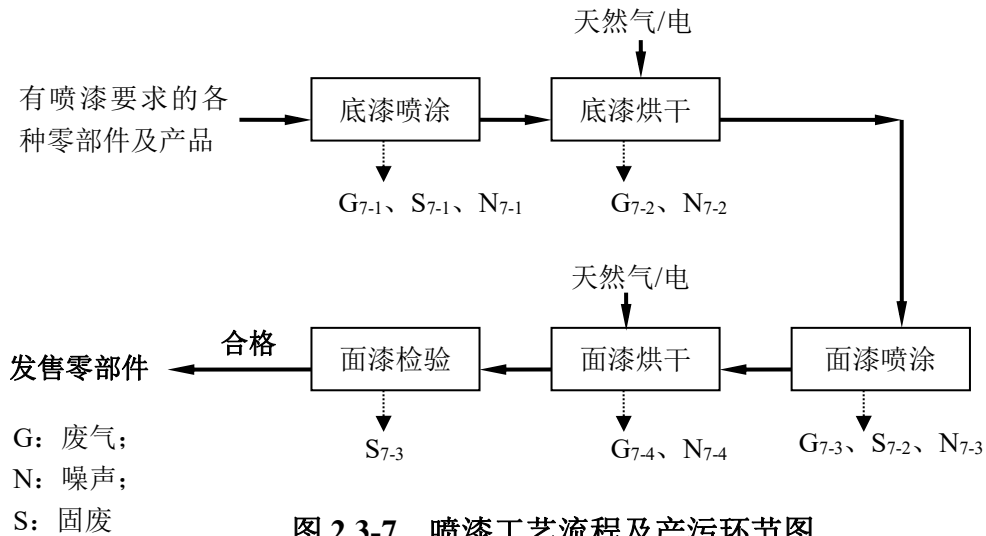 天然气/电
有喷漆要求的各
种零部件及产品
底漆喷涂
底漆烘干
G7-1、S7-1、N7-1
G7-2、N7-2
天然气/电
发售零部件
合格
面漆检验
面漆烘干
面漆喷涂
S7-3
G7-4、N7-4
G7-3、S7-2、N7-3
G：废气；
N：噪声；
S：固废
图 2.3-7 喷漆工艺流程及产污环节图